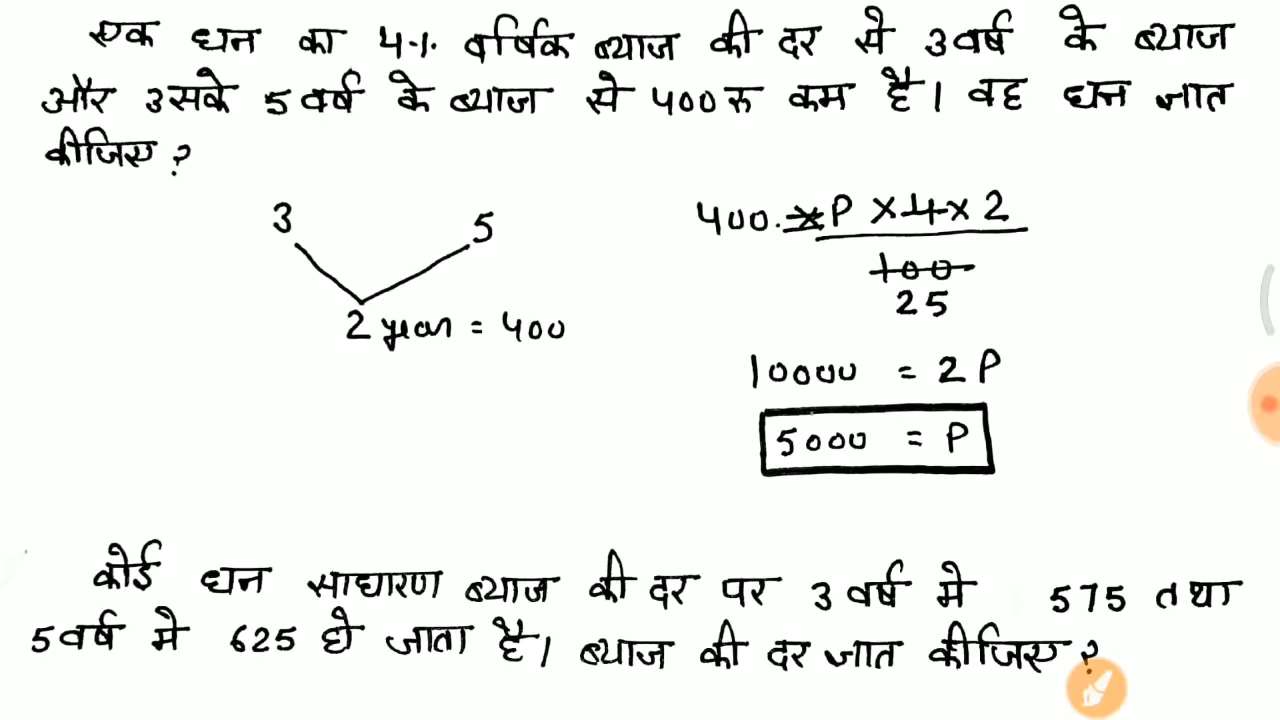 एक धन का 4% वर्षिक ब्याज की दर से 3 वर्ष के ब्याज
और उसके 5 वर्ष के ब्याज से 400 रु कम है। वह धन ज्ञात
कीजिए?
3 5
2 year = 400
400. = P × 4 × 2
100
25
10000 = 2 P
5000 = P
कोई धन साधारण ब्याज की दर पर 3 वर्ष मे 575 तथा
5 वर्ष मे 625 हो जाता है। ब्याज की दर ज्ञात कीजिए?